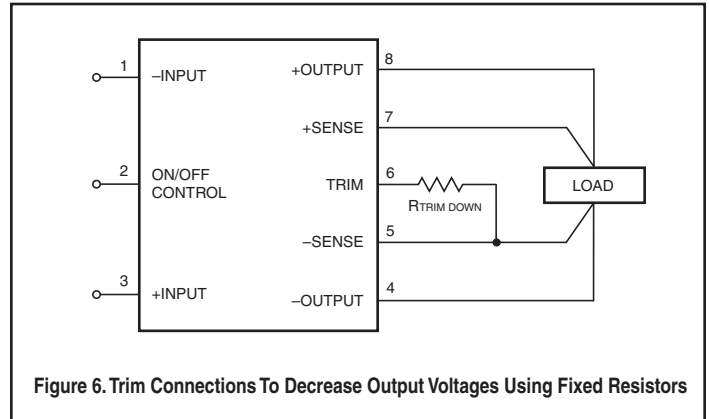 1
–INPUT
+OUTPUT
8
+SENSE
7
2
ON/OFF
CONTROL
TRIM
6
RTRIM DOWN
LOAD
–SENSE
5
3
+INPUT
–OUTPUT
4
Figure 6. Trim Connections To Decrease Output Voltages Using Fixed Resistors